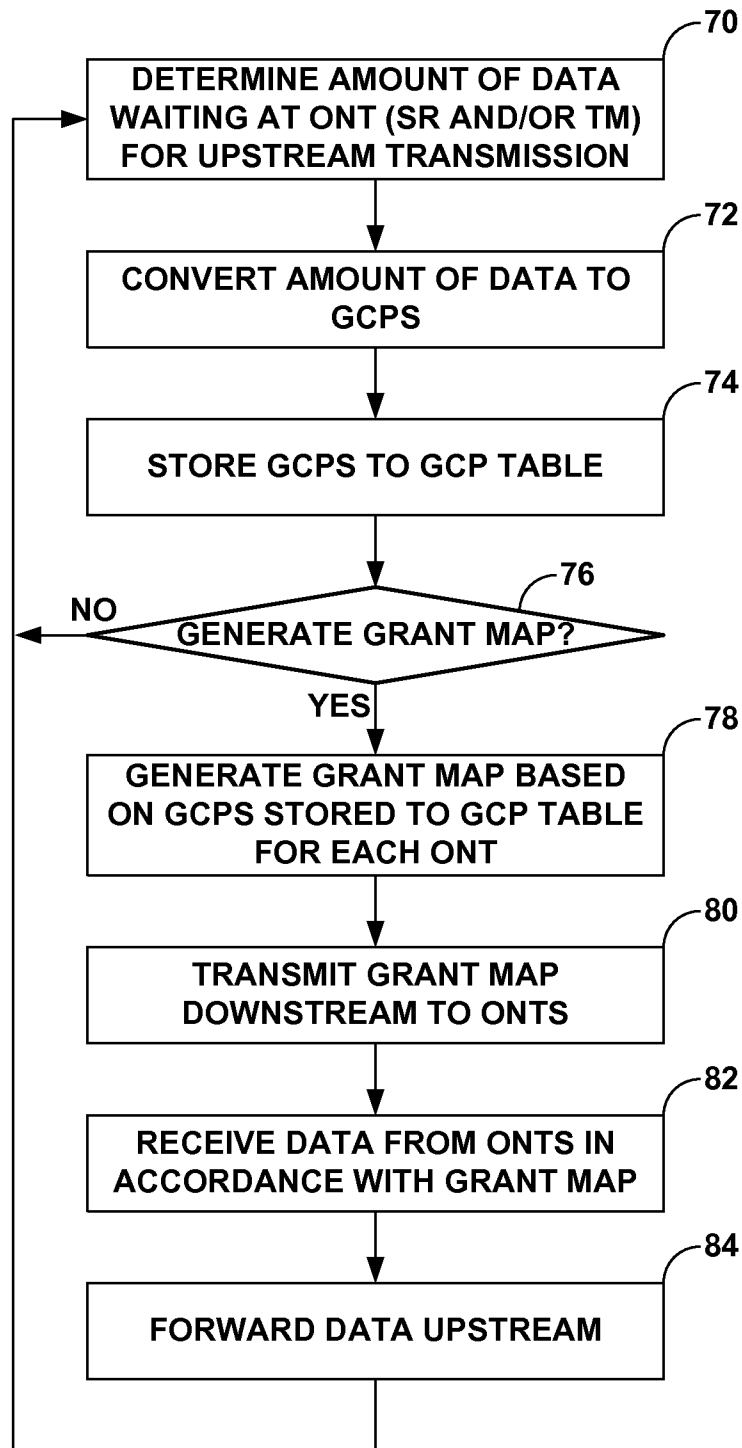 70
DETERMINE AMOUNT OF DATA
WAITING AT ONT (SR AND/OR TM)
FOR UPSTREAM TRANSMISSION
72
CONVERT AMOUNT OF DATA TO
GCPS
74
STORE GCPS TO GCP TABLE
76
NO
GENERATE GRANT MAP?
YES
78
GENERATE GRANT MAP BASED
ON GCPS STORED TO GCP TABLE
FOR EACH ONT
80
TRANSMIT GRANT MAP
DOWNSTREAM TO ONTS
82
RECEIVE DATA FROM ONTS IN
ACCORDANCE WITH GRANT MAP
84
FORWARD DATA UPSTREAM